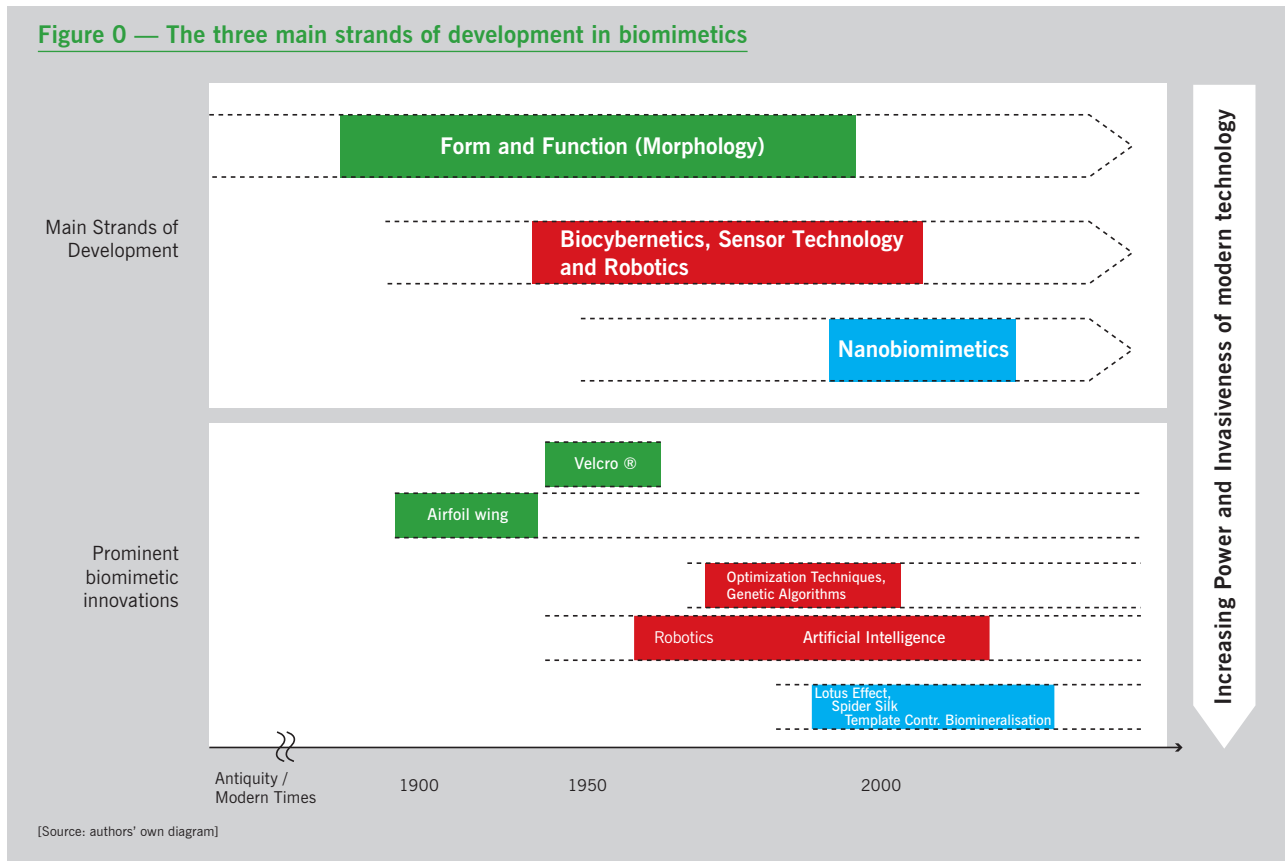 Figure 0 — The three main strands of development in biomimetics
Main Strands of
Development
Form and Function (Morphology)
Biocybernetics, Sensor Technology
and Robotics
Nanobiomimetics
Prominent
biomimetic
innovations
Velcro ®
Airfoil wing
Optimization Techniques,
Genetic Algorithms
Robotics
Artificial Intelligence
Lotus Effect,
Spider Silk
Template Contr. Biomineralisation
Antiquity /
Modern Times
1900
1950
2000
Increasing Power and Invasiveness of modern technology
[Source: authors' own diagram]